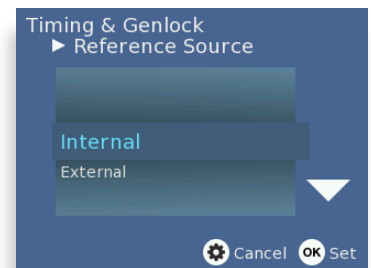 Timing & Genlock
Reference Source
Internal
External
Cancel OK Set